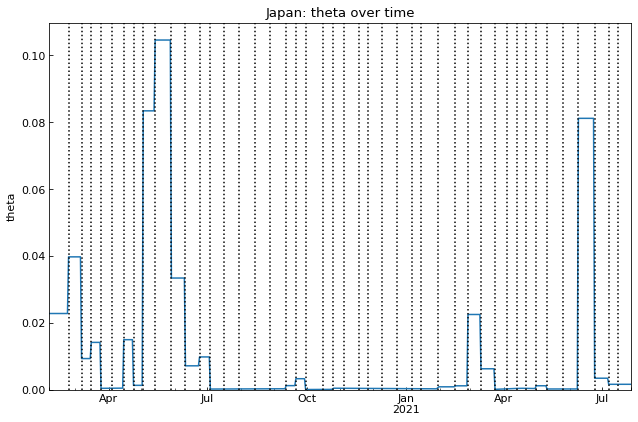 Japan: theta over time
theta
0.10
0.08
0.06
0.04
0.02
0.00
Apr
Jul
Oct
Jan
2021
Apr
Jul